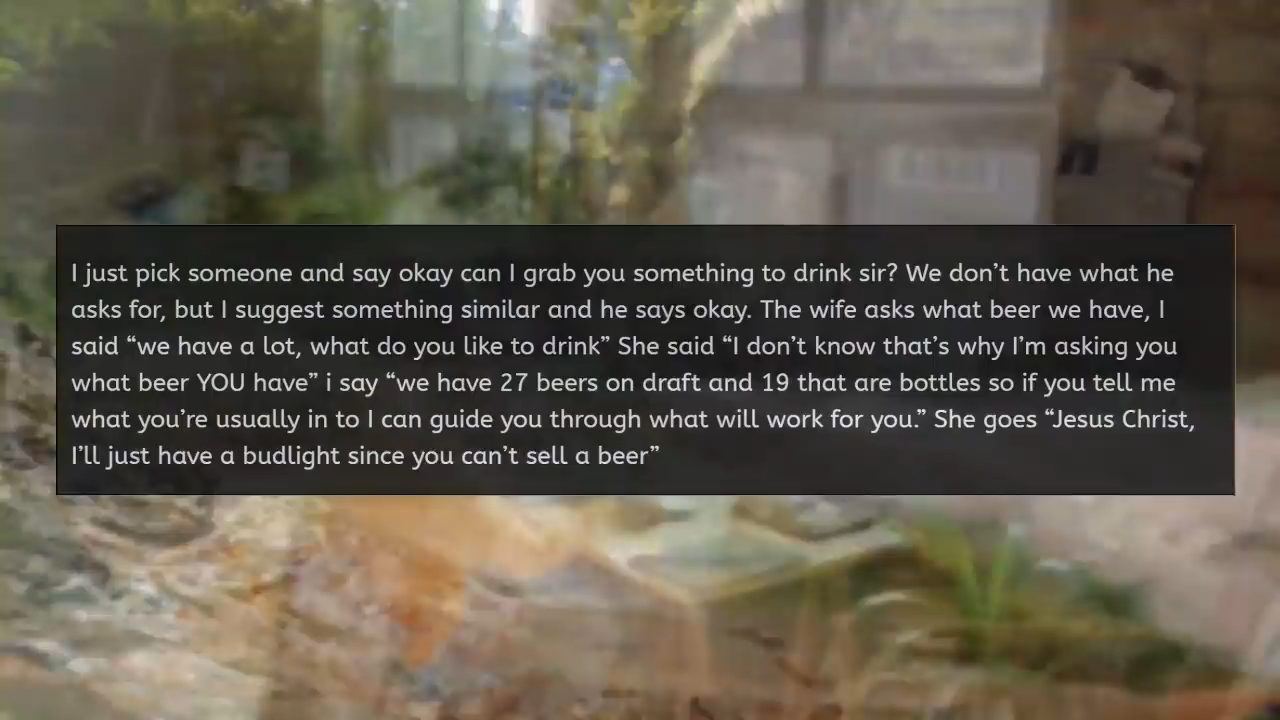 I just pick someone and say okay can I grab you something to drink sir? We don’t have what he
asks for, but I suggest something similar and he says okay. The wife asks what beer we have, I
said “we have a lot, what do you like to drink” She said “I don’t know that’s why I’m asking you
what beer YOU have” i say “we have 27 beers on draft and 19 that are bottles so if you tell me
what you’re usually in to I can guide you through what will work for you.” She goes “Jesus Christ,
I’ll just have a budlight since you can’t sell a beer”